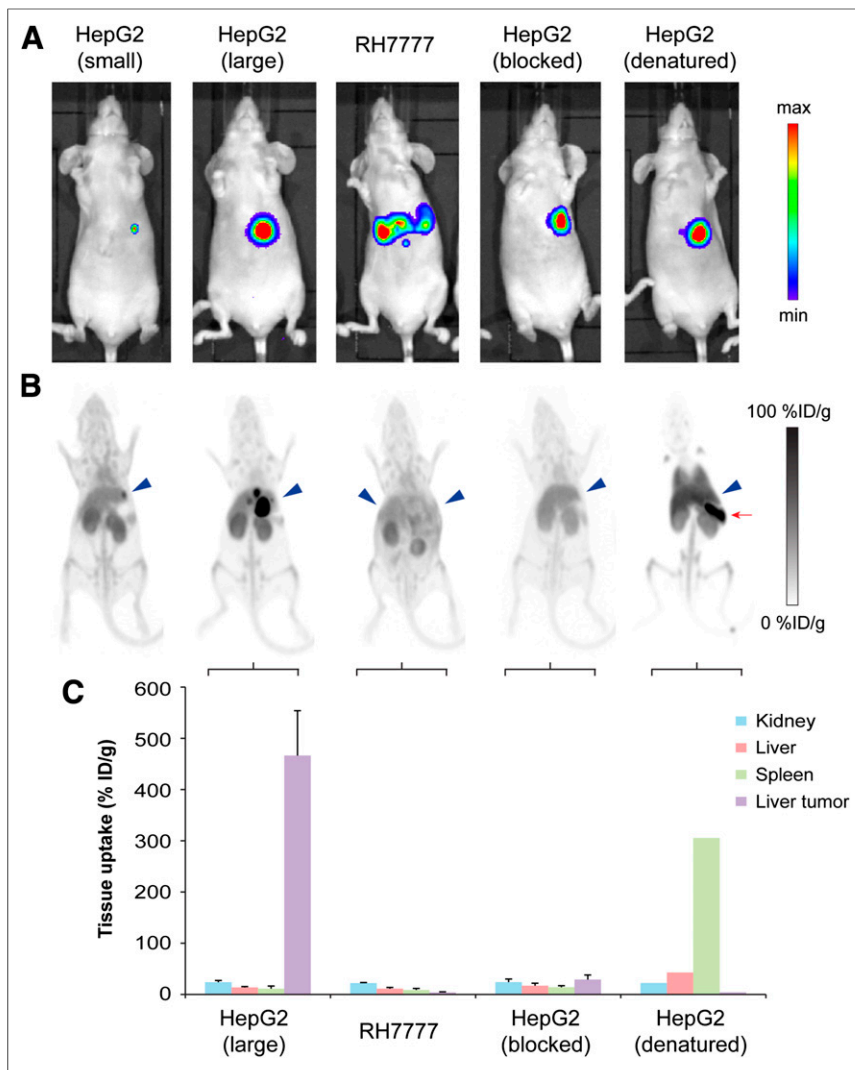 A
HepG2
(small)
HepG2
(large)
RH7777
HepG2
(blocked)
HepG2
(denatured)
max
min
B
100 %ID/g
0 %ID/g
C
Tissue uptake (% ID/g)
600
500
400
300
200
100
0
Kidney
Liver
Spleen
Liver tumor
HepG2
(large)
RH7777
HepG2
(blocked)
HepG2
(denatured)